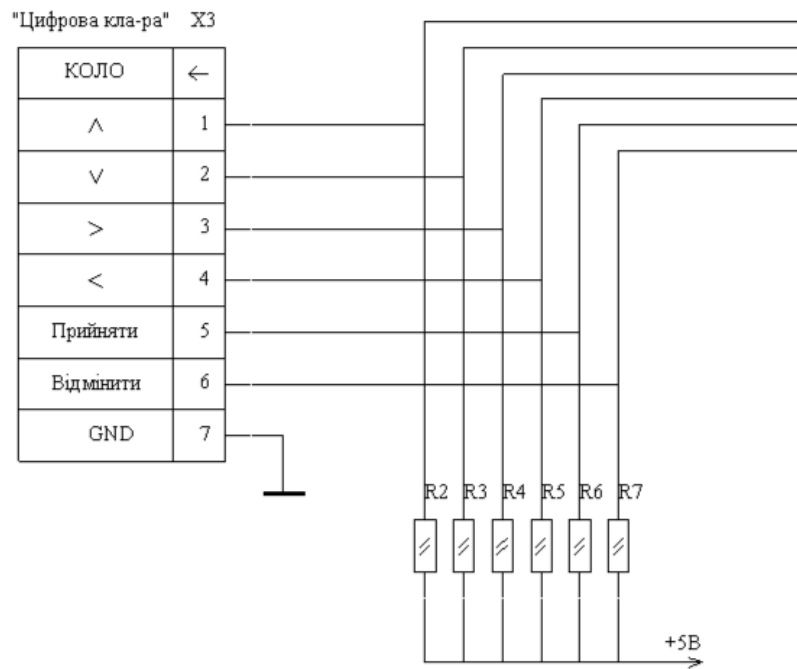 "Цифрова кла-ра" X3
КОЛО ←
∧ 1
∨ 2
> 3
< 4
Прийняти 5
Відмінити 6
GND 7
R2 R3 R4 R5 R6 R7
+5В